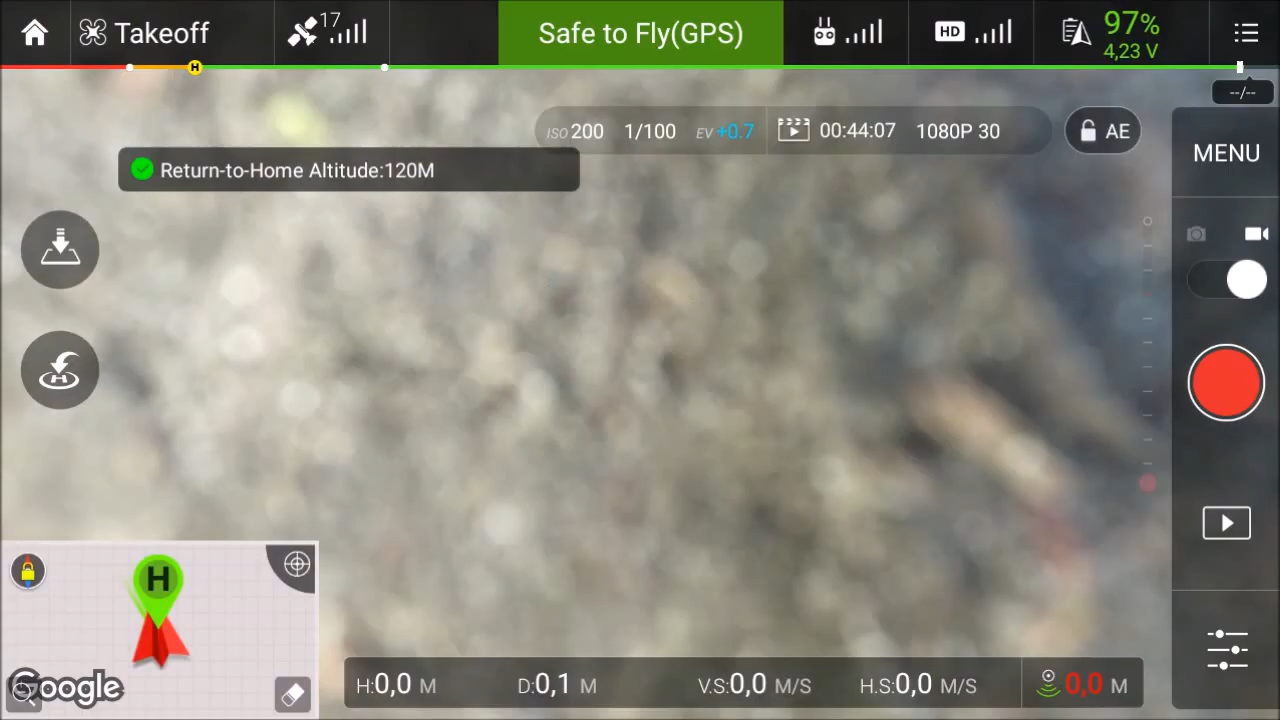 Takeoff
17
Safe to Fly(GPS)
HD
97%
4,23 V
H
--/--
ISO 200 1/100 EV +0.7 00:44:07 1080P 30
AE
MENU
Return-to-Home Altitude:120M
H
H
Google
H:0,0 M D:0,1 M V.S:0,0 M/S H.S:0,0 M/S 0,0 M